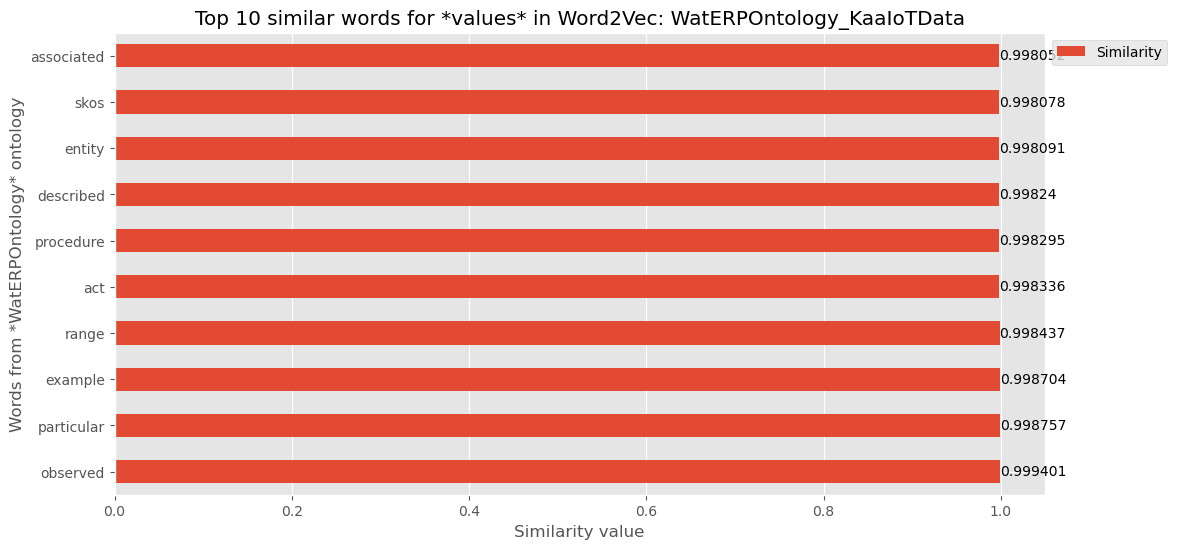 Top 10 similar words for *values* in Word2Vec: WatERPOntology_KaaIoTData
Words from *WatERPOntology* ontology
associated 0.998052
skos 0.998078
entity 0.998091
described 0.99824
procedure 0.998295
act 0.998336
range 0.998437
example 0.998704
particular 0.998757
observed 0.999401
Similarity
0.0 0.2 0.4 0.6 0.8 1.0
Similarity value